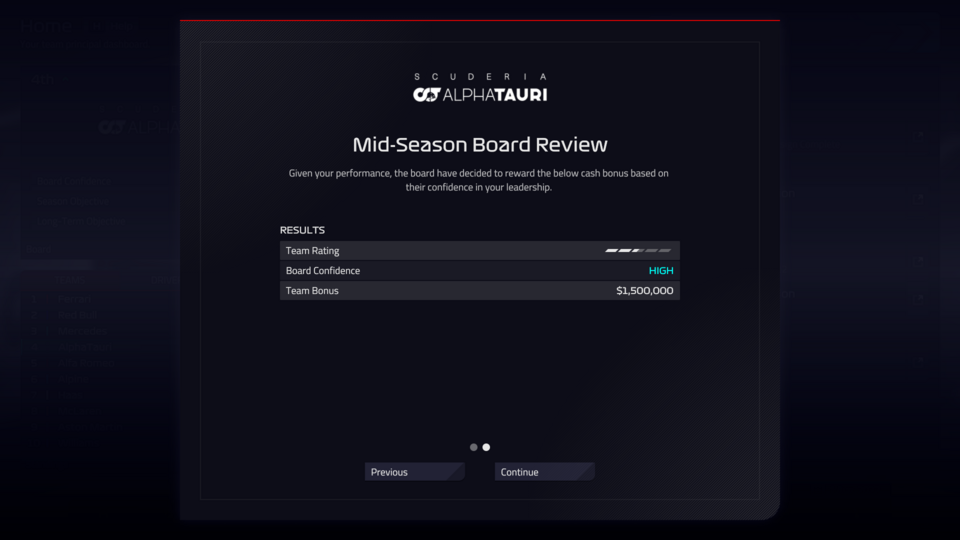 Home
SCUDERIA
ALPHATAURI
Mid-Season Board Review
Given your performance, the board have decided to reward the below cash bonus based on
their confidence in your leadership.
RESULTS
Team Rating
Board Confidence HIGH
Team Bonus $1,500,000
Previous Continue